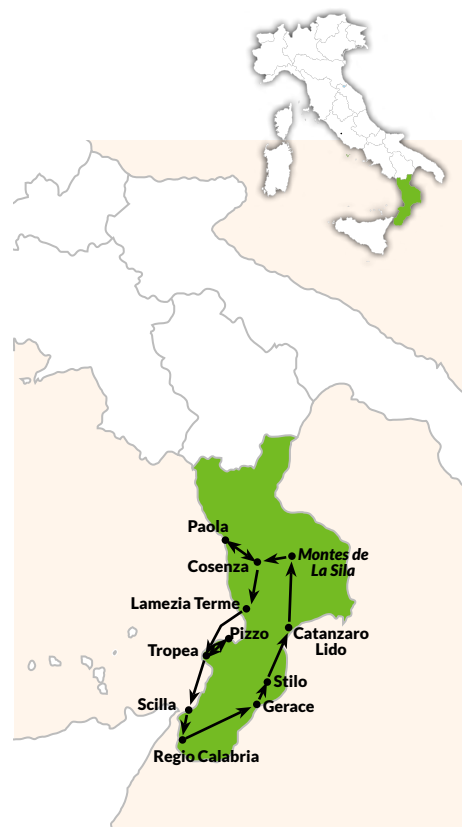 Paola
Montes de
La Sila
Cosenza
Lamezia Terme
Pizzo
Catanzaro
Lido
Tropea
Stilo
Scilla
Gerace
Regio Calabria